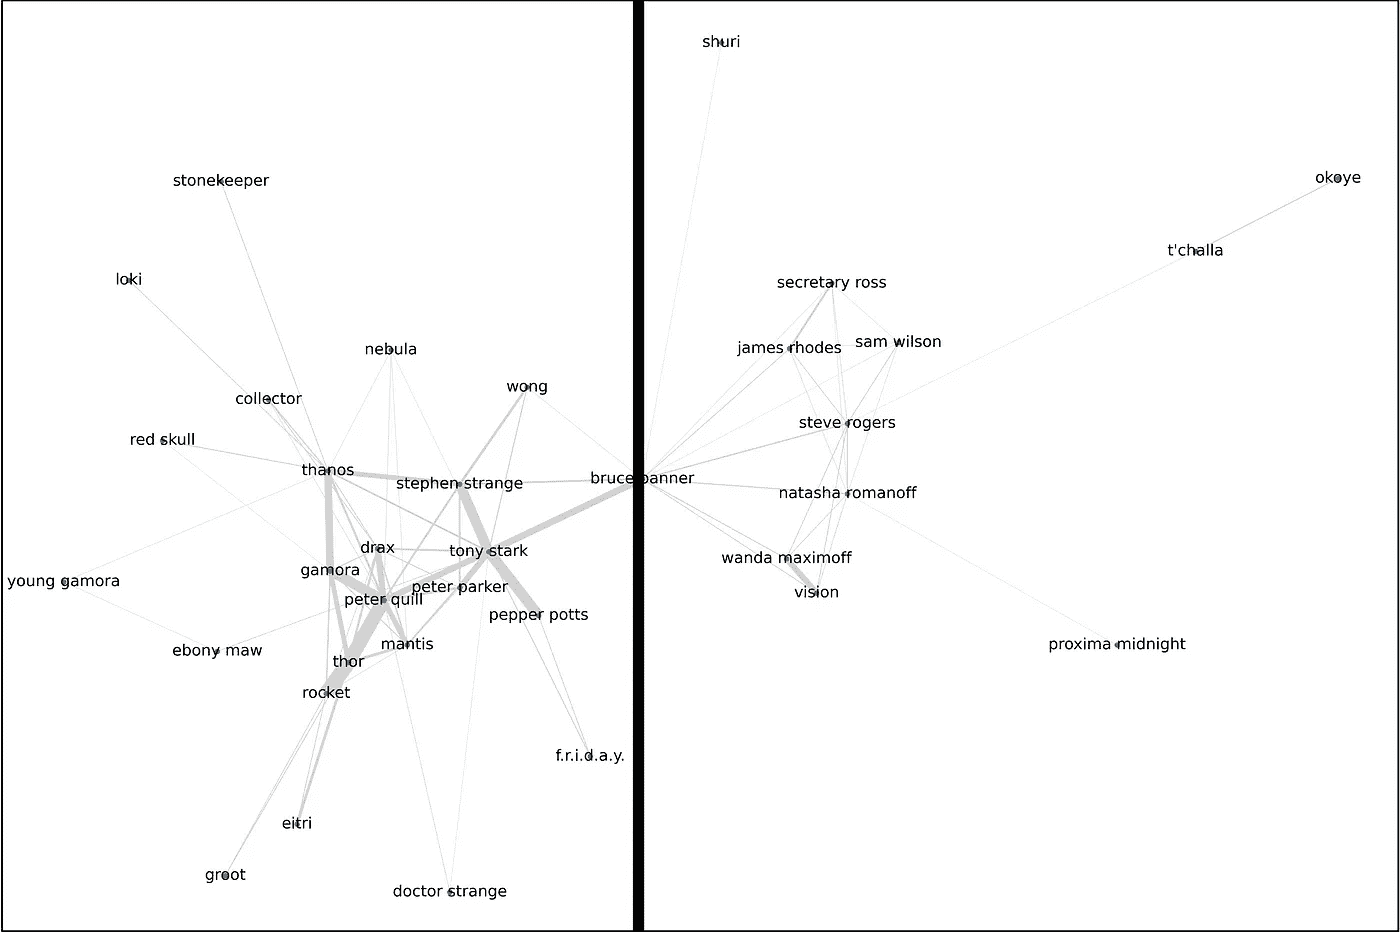 shuri
okoye
stonekeeper
t'challa
loki
secretary ross
nebula
james rhodes
sam wilson
wong
collector
steve rogers
red skull
thanos
stephen strange
bruce banner
natasha romanoff
drax
tony stark
wanda maximoff
gamora
young gamora
peter parker
vision
peter quill
pepper potts
mantis
proxima midnight
ebony maw
thor
rocket
f.r.i.d.a.y.
eitri
groot
doctor strange